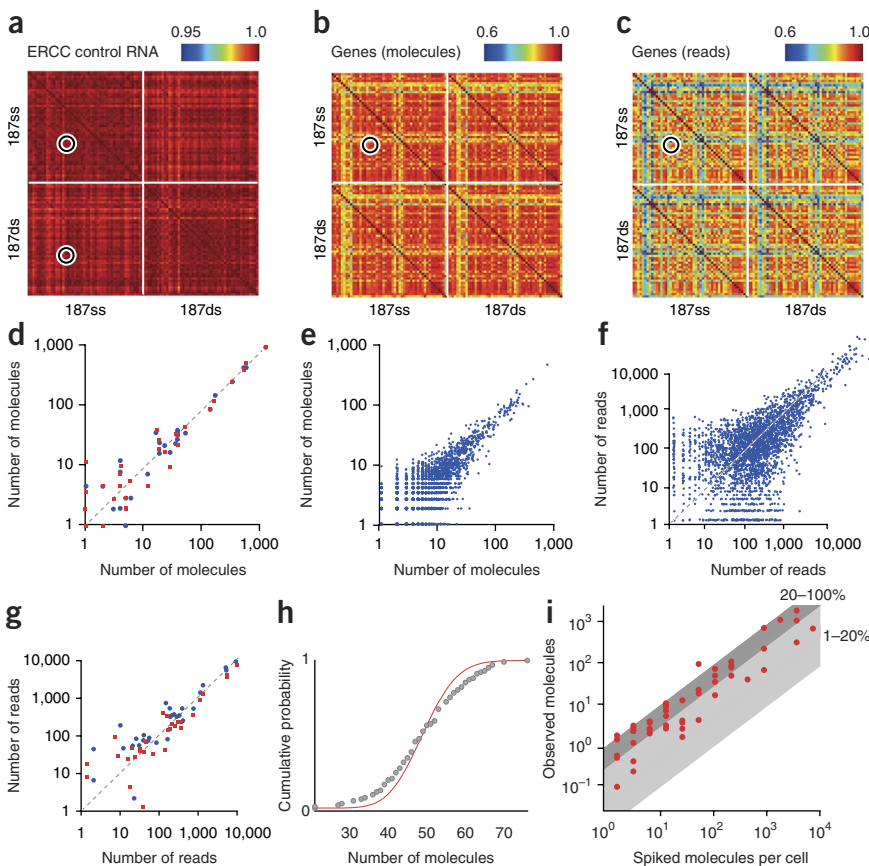 a
ERCC control RNA
0.95
1.0
187ss
187ds
187ss
187ds
b
Genes (molecules)
0.6
1.0
187ss
187ds
187ss
187ds
c
Genes (reads)
0.6
1.0
187ss
187ds
187ss
187ds
d
Number of molecules
1,000
100
10
1
1
10
100
1,000
Number of molecules
e
Number of molecules
1,000
100
10
1
1
10
100
1,000
Number of molecules
f
Number of reads
10,000
1,000
100
10
1
1
10
100
1,000
10,000
Number of reads
g
Number of reads
10,000
1,000
100
10
1
1
10
100
1,000
10,000
Number of reads
h
Cumulative probability
1
0
30
40
50
60
70
Number of molecules
i
20–100%
1–20%
Observed molecules
10³
10²
10¹
10⁰
10⁻¹
10⁰
10¹
10²
10³
10⁴
Spiked molecules per cell